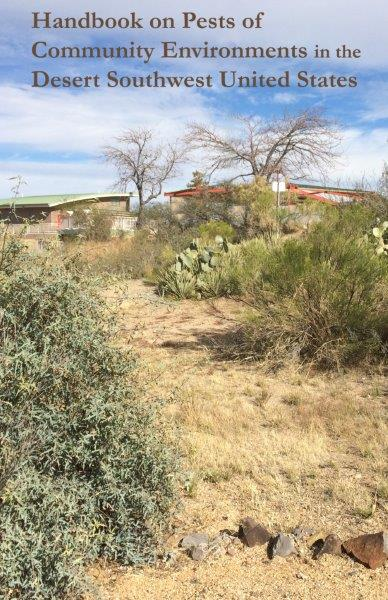 Handbook on Pests of
Community Environments in the
Desert Southwest United States